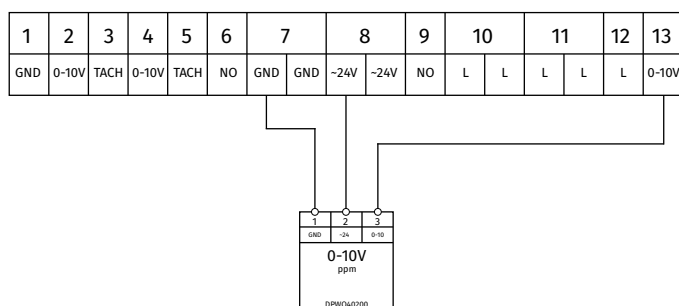 1 2 3 4 5 6 7 8 9 10 11 12 13
GND 0-10V TACH 0-10V TACH NO GND GND ~24V ~24V NO L L L L L 0-10V
1 2 3
GND ~24 0-10
0-10V
ppm
DPWQ40200